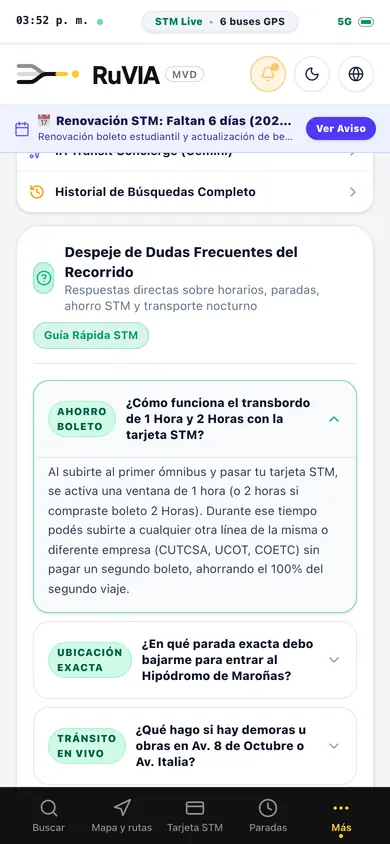 03:52 p. m.
STM Live • 6 buses GPS
5G
RuVIA MVD
Renovación STM: Faltan 6 días (202...
Renovación boleto estudiantil y actualización de be...
Ver Aviso
IA Transit Concierge (Gemini)
Historial de Búsquedas Completo
Despeje de Dudas Frecuentes del
Recorrido
Respuestas directas sobre horarios, paradas,
ahorro STM y transporte nocturno
Guía Rápida STM
AHORRO
BOLETO
¿Cómo funciona el transbordo
de 1 Hora y 2 Horas con la
tarjeta STM?
Al subirte al primer ómnibus y pasar tu tarjeta STM,
se activa una ventana de 1 hora (o 2 horas si
compraste boleto 2 Horas). Durante ese tiempo
podés subirte a cualquier otra línea de la misma o
diferente empresa (CUTCSA, UCOT, COETC) sin
pagar un segundo boleto, ahorrando el 100% del
segundo viaje.
UBICACIÓN
EXACTA
¿En qué parada exacta debo
bajarme para entrar al
Hipódromo de Maroñas?
TRÁNSITO
EN VIVO
¿Qué hago si hay demoras u
obras en Av. 8 de Octubre o
Av. Italia?
Buscar
Mapa y rutas
Tarjeta STM
Paradas
Más